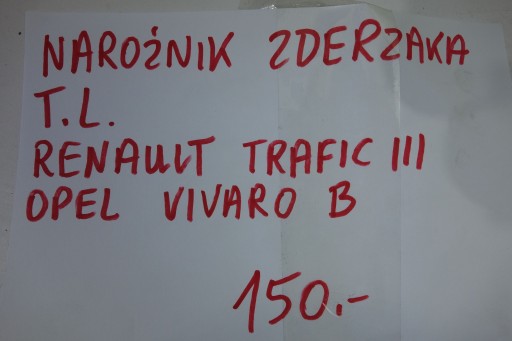 NAROŻNIK ZDERZAKA
T.L.
RENAULT TRAFIC III
OPEL VIVARO B
150.-